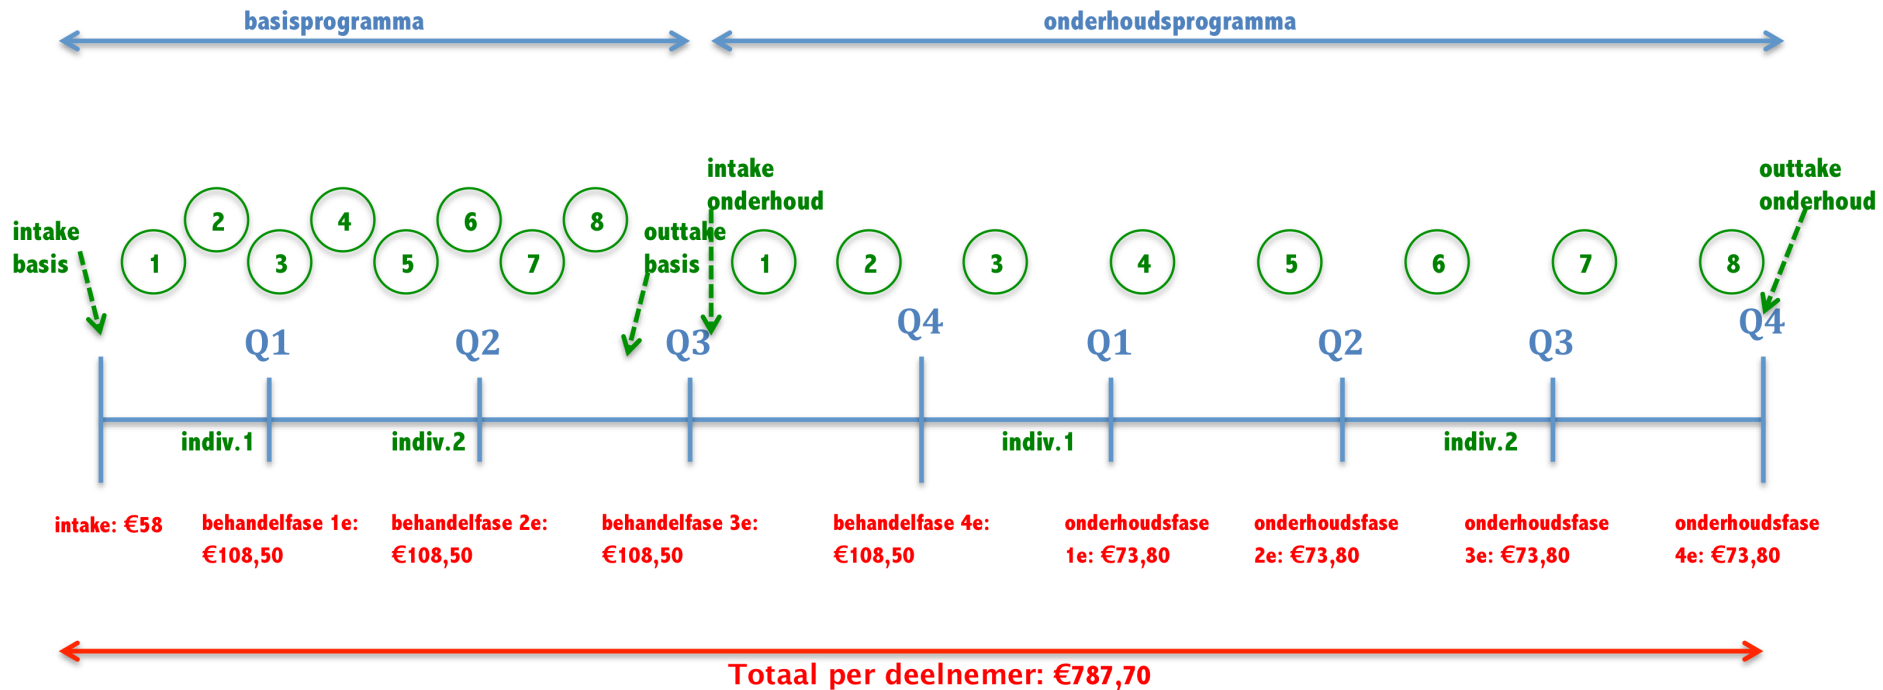 basisprogramma
onderhoudsprogramma
intake
basis
1
2
3
4
5
6
7
8
outtake
basis
intake
onderhoud
1
2
3
4
5
6
7
8
outtake
onderhoud
Q1
Q2
Q3
Q4
Q1
Q2
Q3
Q4
indiv.1
indiv.2
indiv.1
indiv.2
intake: €58
behandelfase 1e:
€108,50
behandelfase 2e:
€108,50
behandelfase 3e:
€108,50
behandelfase 4e:
€108,50
onderhoudsfase
1e: €73,80
onderhoudsfase
2e: €73,80
onderhoudsfase
3e: €73,80
onderhoudsfase
4e: €73,80
Totaal per deelnemer: €787,70